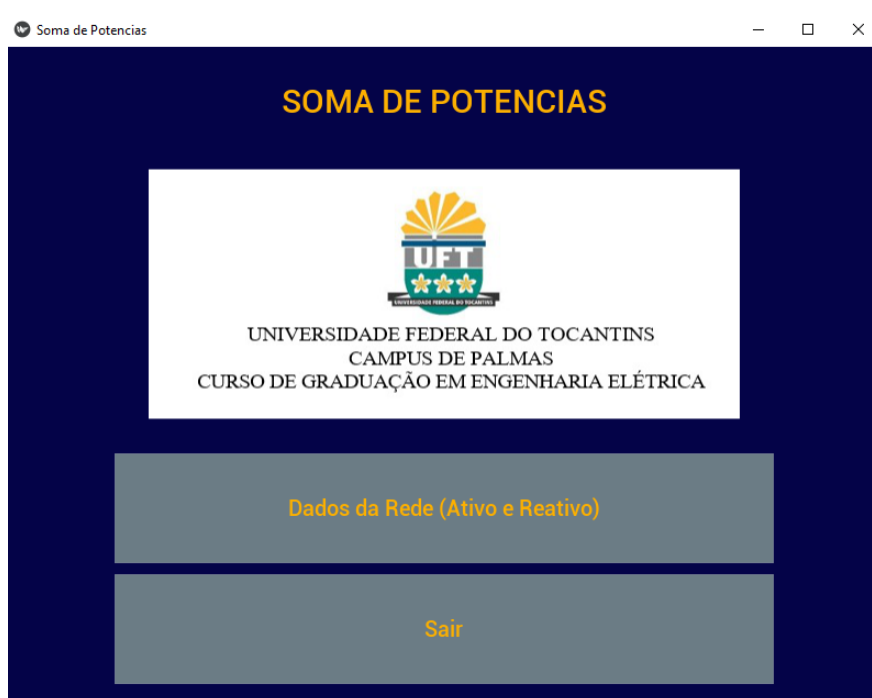 Soma de Potencias
SOMA DE POTENCIAS
UFT
UNIVERSIDADE FEDERAL DO TOCANTINS
UNIVERSIDADE FEDERAL DO TOCANTINS
CAMPUS DE PALMAS
CURSO DE GRADUAÇÃO EM ENGENHARIA ELÉTRICA
Dados da Rede (Ativo e Reativo)
Sair